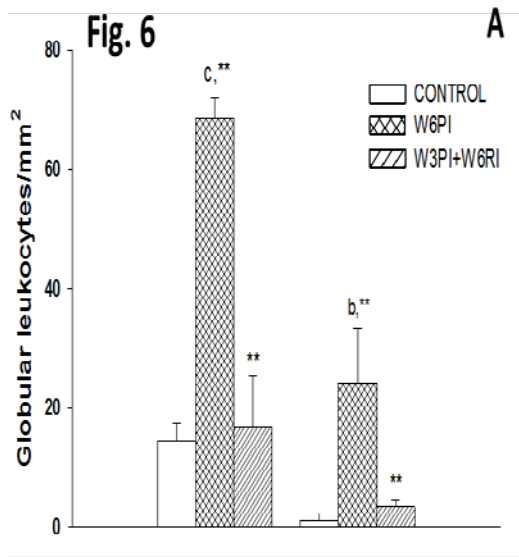 Fig. 6
A
80
60
40
20
0
Globular leukocytes/mm²
c,**
**
b,**
**
CONTROL
W6PI
W3PI+W6RI